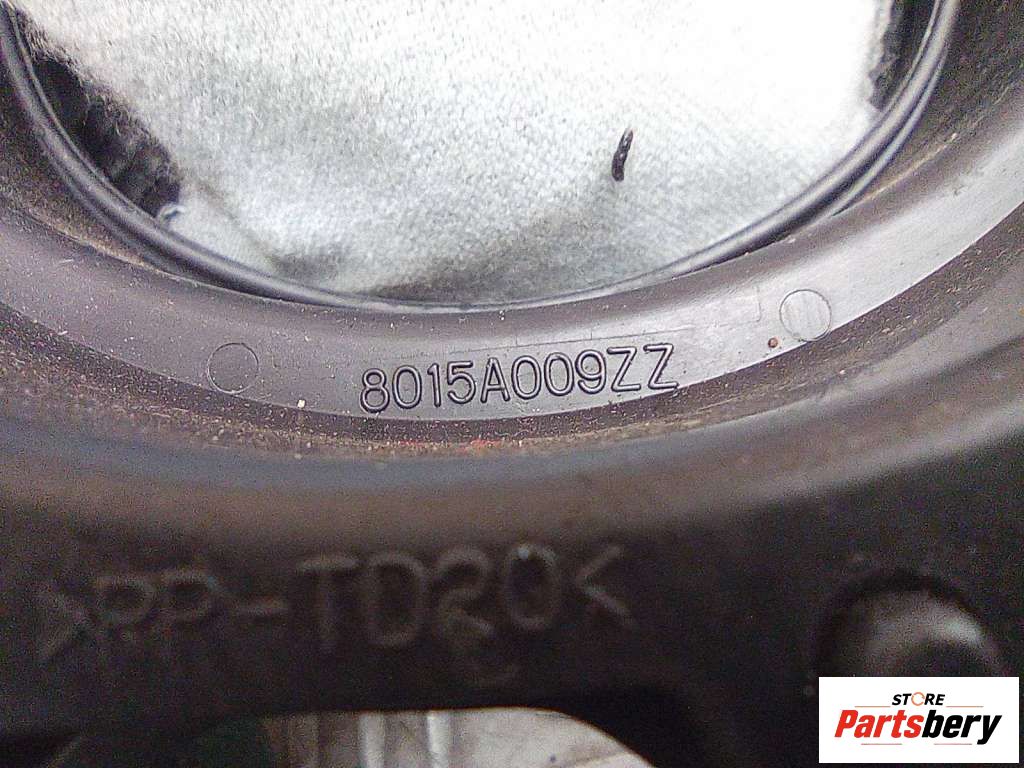 8015A009ZZ
>PP-TD20<
STORE
Partsbery